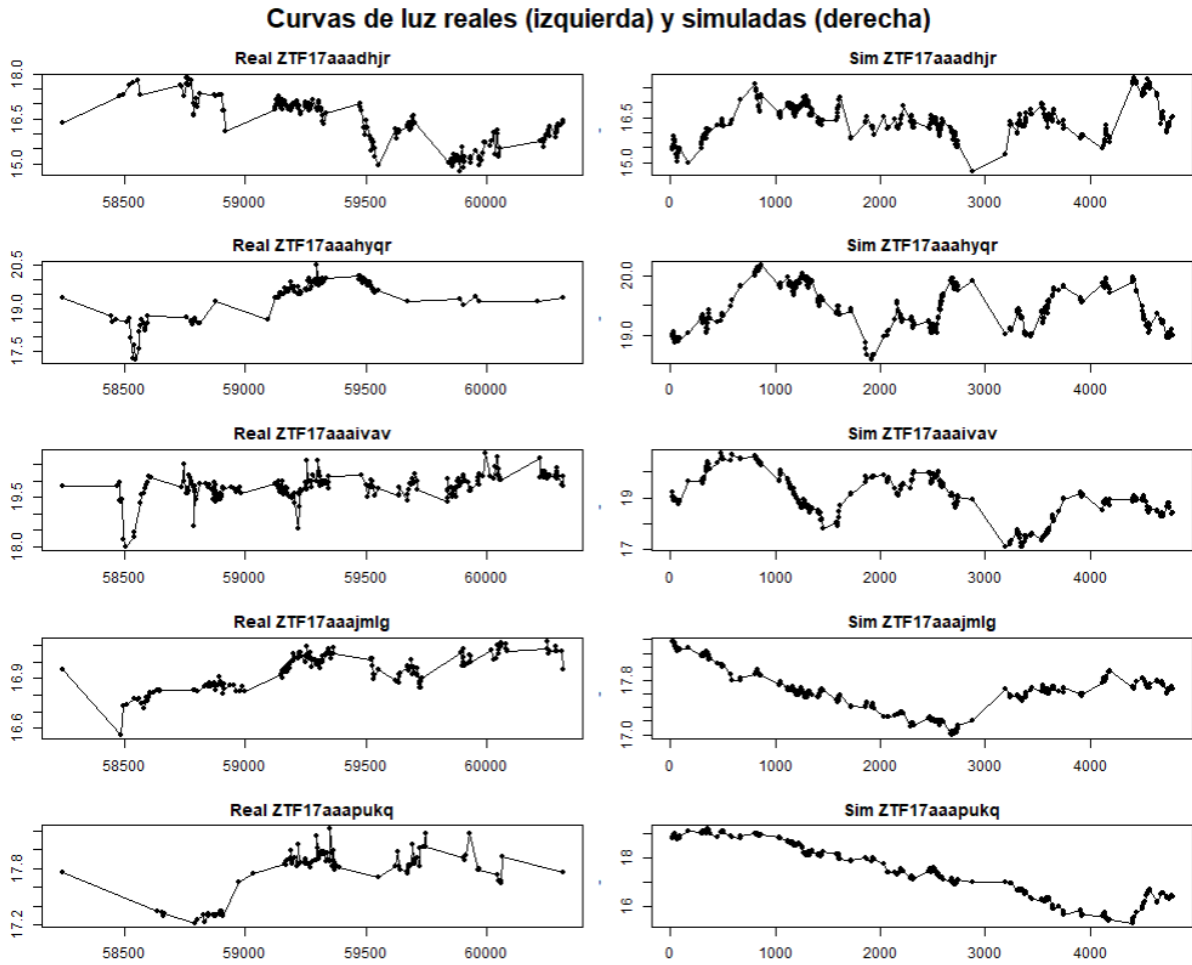 Curvas de luz reales (izquierda) y simuladas (derecha)
Real ZTF17aaadhjr
18.0
16.5
15.0
58500 59000 59500 60000
Sim ZTF17aaadhjr
16.5
15.0
0 1000 2000 3000 4000
Real ZTF17aaahyqr
20.5
19.0
17.5
58500 59000 59500 60000
Sim ZTF17aaahyqr
20.0
19.0
0 1000 2000 3000 4000
Real ZTF17aaaivav
19.5
18.0
58500 59000 59500 60000
Sim ZTF17aaaivav
19
17
0 1000 2000 3000 4000
Real ZTF17aaajmlg
16.9
16.6
58500 59000 59500 60000
Sim ZTF17aaajmlg
17.8
17.0
0 1000 2000 3000 4000
Real ZTF17aaapukq
17.8
17.2
58500 59000 59500 60000
Sim ZTF17aaapukq
18
16
0 1000 2000 3000 4000